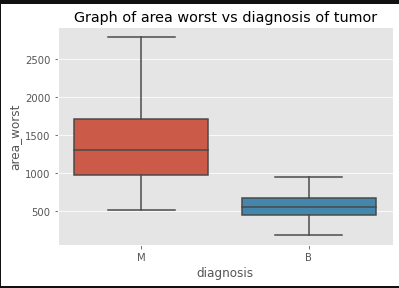 Graph of area worst vs diagnosis of tumor
2500
2000
1500
1000
500
area_worst
M B
diagnosis